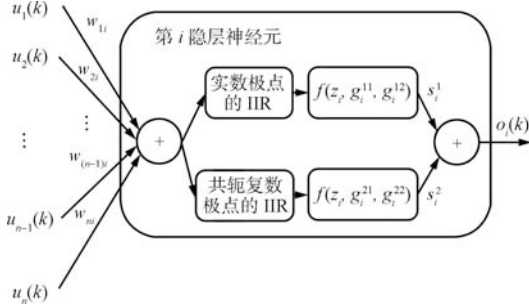 u₁(k)
w₁ᵢ
第 i 隐层神经元
u₂(k)
w₂ᵢ
实数极点
的 IIR
f(zᵢ, gᵢ¹¹, gᵢ¹²)
sᵢ¹
⋮
⋮
+
+
oᵢ(k)
w₍ₙ₋₁₎ᵢ
共轭复数
极点的 IIR
f(zᵢ, gᵢ²¹, gᵢ²²)
sᵢ²
uₙ₋₁(k)
wₙᵢ
uₙ(k)